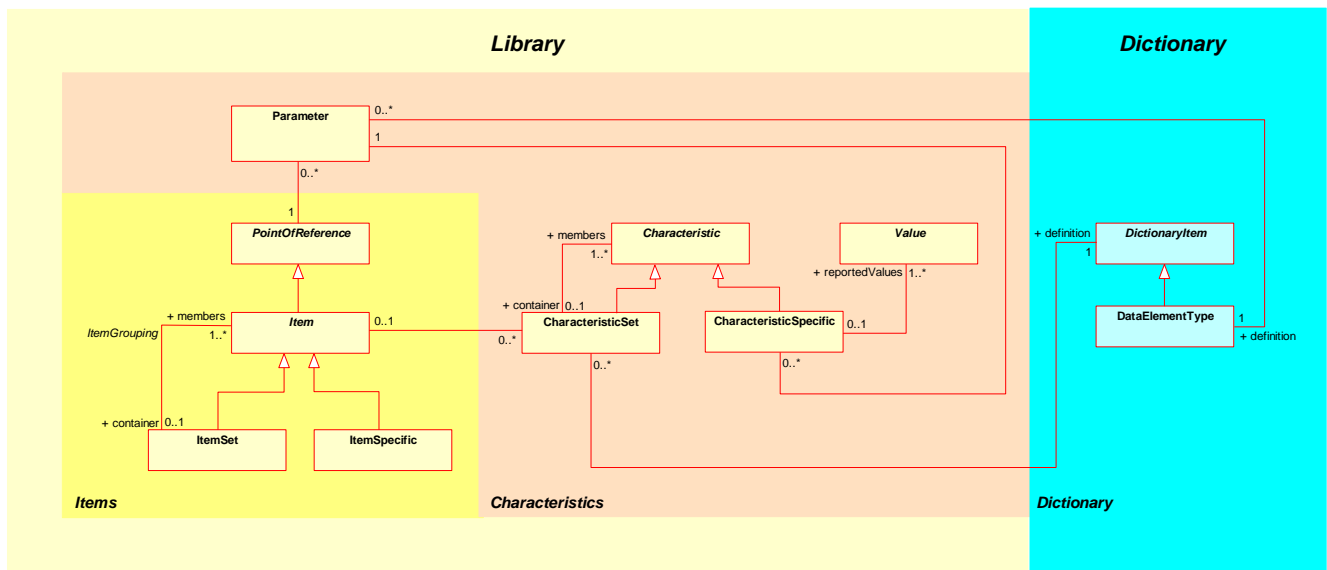 Library
Dictionary
Parameter
0..*
1
0..*
1
PointOfReference
+ members
1..*
Characteristic
Value
+ reportedValues
1..*
+ definition
1
DictionaryItem
ItemGrouping
+ members
1..*
Item
0..1
+ container
0..1
0..*
CharacteristicSet
0..*
CharacteristicSpecific
0..1
0..*
DataElementType
1
+ definition
+ container
0..1
ItemSet
ItemSpecific
Items
Characteristics
Dictionary